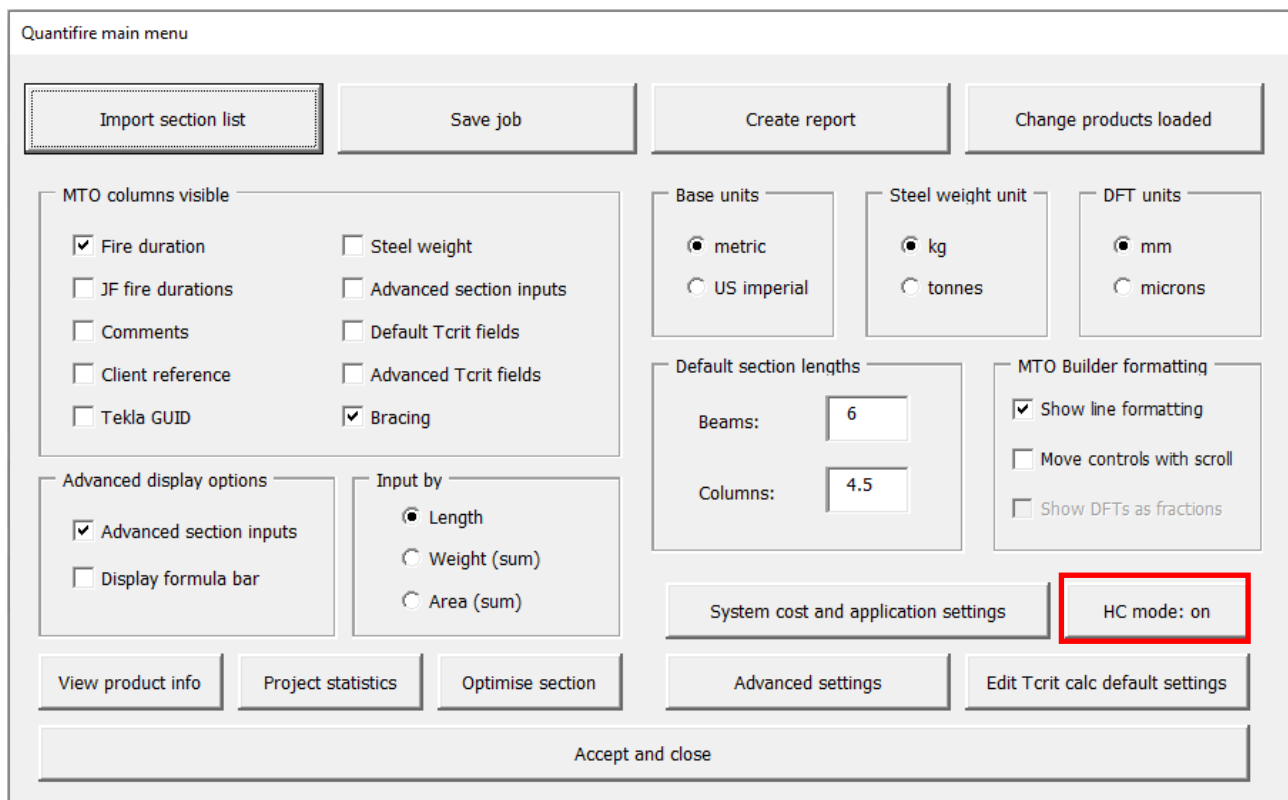 Quantifire main menu
Import section list
Save job
Create report
Change products loaded
MTO columns visible
Fire duration
Steel weight
JF fire durations
Advanced section inputs
Comments
Default Tcrit fields
Client reference
Advanced Tcrit fields
Tekla GUID
Bracing
Base units
metric
US imperial
Steel weight unit
kg
tonnes
DFT units
mm
microns
Default section lengths
Beams:
6
Columns:
4.5
MTO Builder formatting
Show line formatting
Move controls with scroll
Show DFTs as fractions
Advanced display options
Advanced section inputs
Display formula bar
Input by
Length
Weight (sum)
Area (sum)
System cost and application settings
HC mode: on
View product info
Project statistics
Optimise section
Advanced settings
Edit Tcrit calc default settings
Accept and close